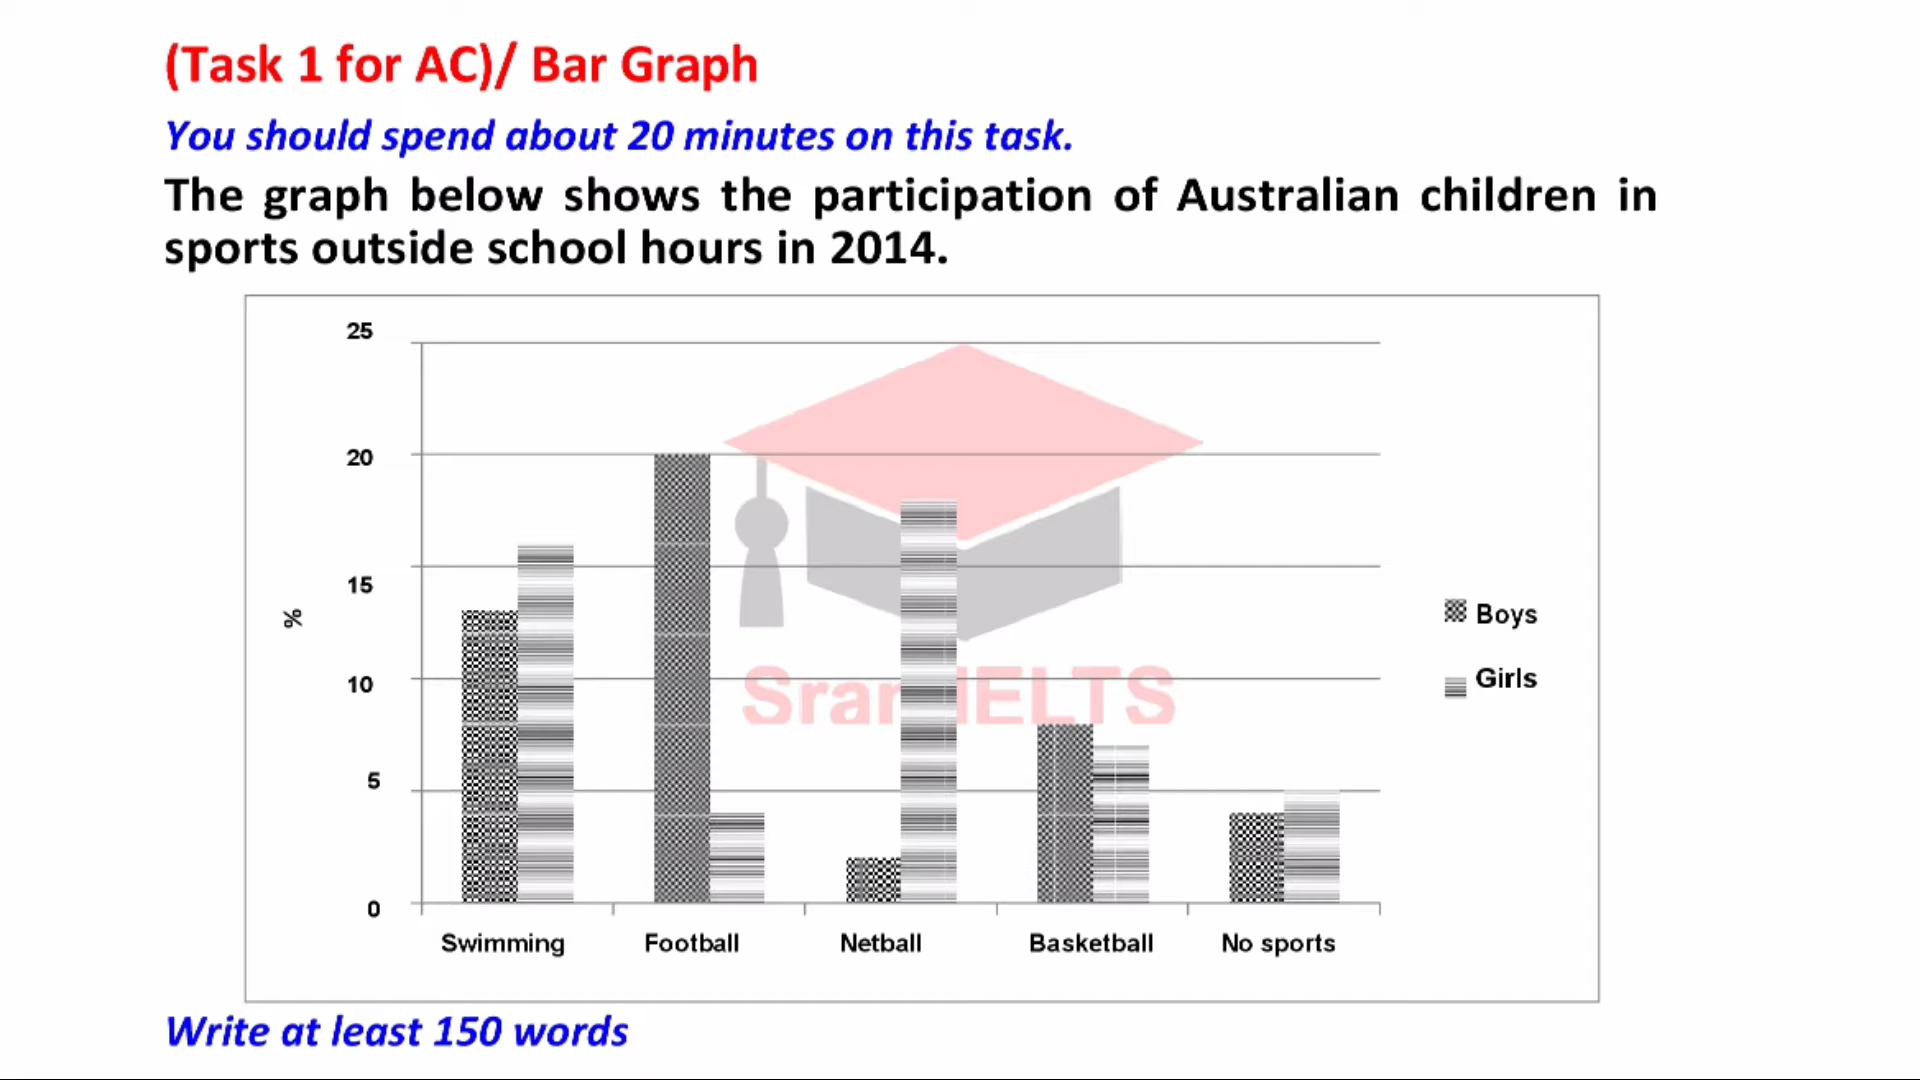 (Task 1 for AC)/ Bar Graph
You should spend about 20 minutes on this task.
The graph below shows the participation of Australian children in
sports outside school hours in 2014.
25
20
15
10
5
0
%
Boys
Girls
IELTS
Swimming
Football
Netball
Basketball
No sports
Write at least 150 words